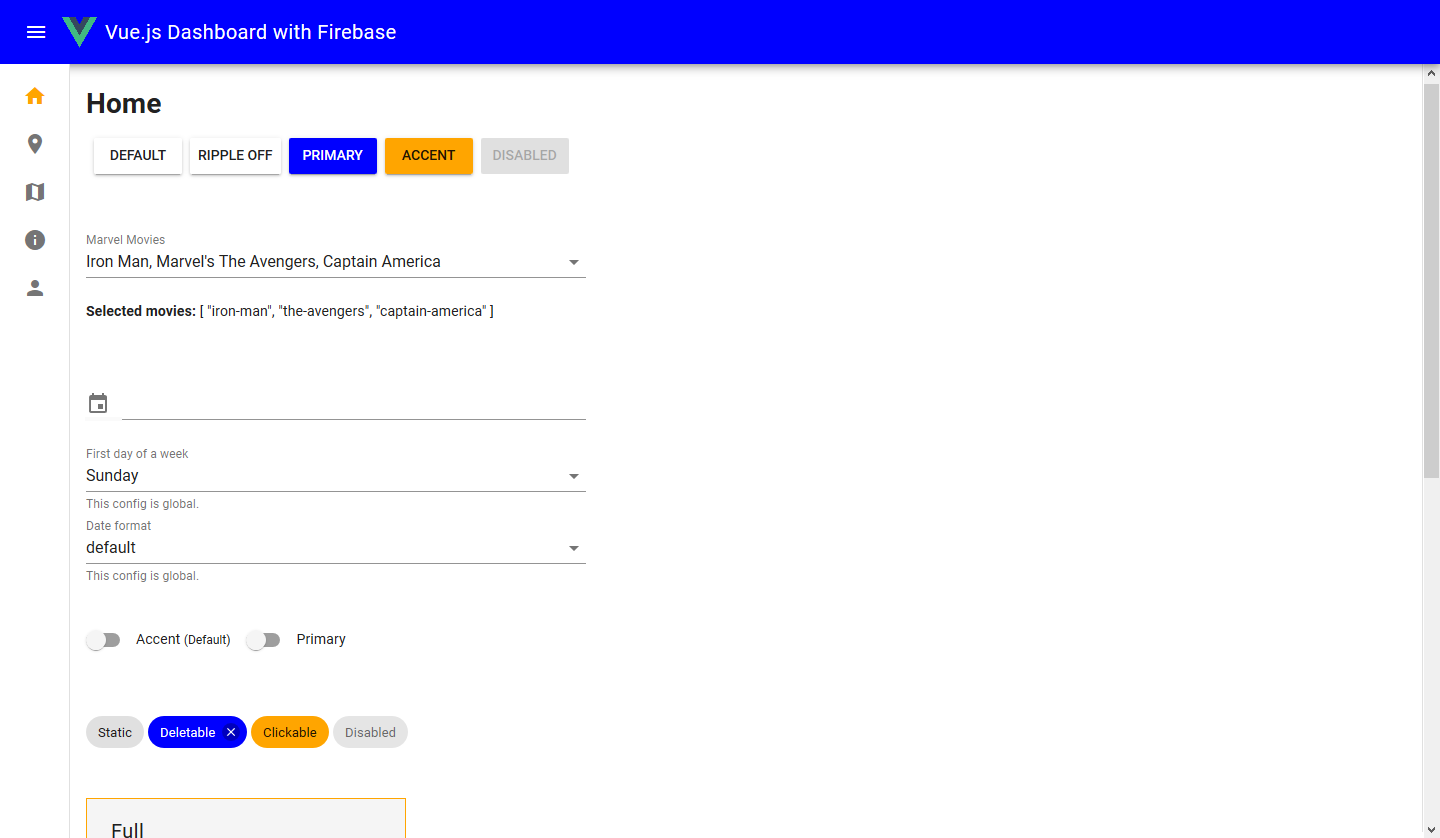 Vue.js Dashboard with Firebase
Home
DEFAULT RIPPLE OFF PRIMARY ACCENT DISABLED
Marvel Movies
Iron Man, Marvel's The Avengers, Captain America
Selected movies: [ "iron-man", "the-avengers", "captain-america" ]
First day of a week
Sunday
This config is global.
Date format
default
This config is global.
Accent (Default) Primary
Static Deletable Clickable Disabled
Full